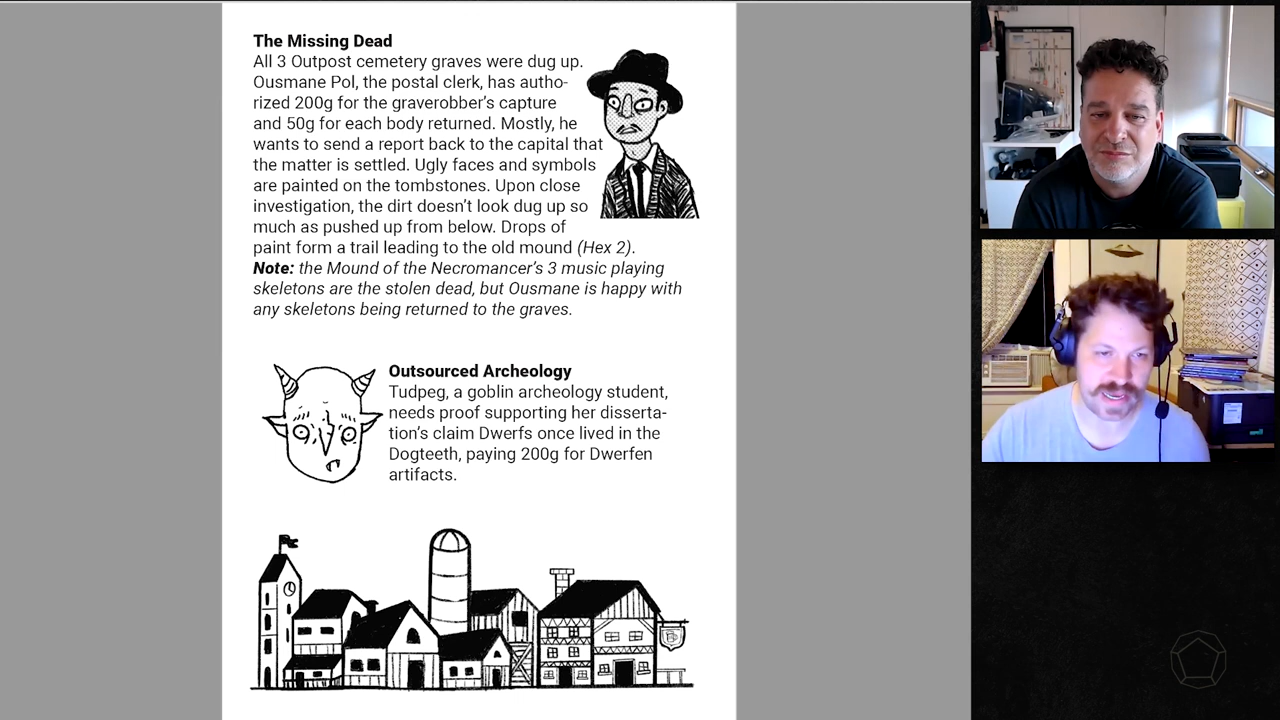 The Missing Dead
All 3 Outpost cemetery graves were dug up.
Ousmane Pol, the postal clerk, has autho-
rized 200g for the graverobber’s capture
and 50g for each body returned. Mostly, he
wants to send a report back to the capital that
the matter is settled. Ugly faces and symbols
are painted on the tombstones. Upon close
investigation, the dirt doesn’t look dug up so
much as pushed up from below. Drops of
paint form a trail leading to the old mound (Hex 2).
Note: the Mound of the Necromancer’s 3 music playing
skeletons are the stolen dead, but Ousmane is happy with
any skeletons being returned to the graves.
Outsourced Archeology
Tudpeg, a goblin archeology student,
needs proof supporting her disserta-
tion’s claim Dwerfs once lived in the
Dogteeth, paying 200g for Dwerfen
artifacts.